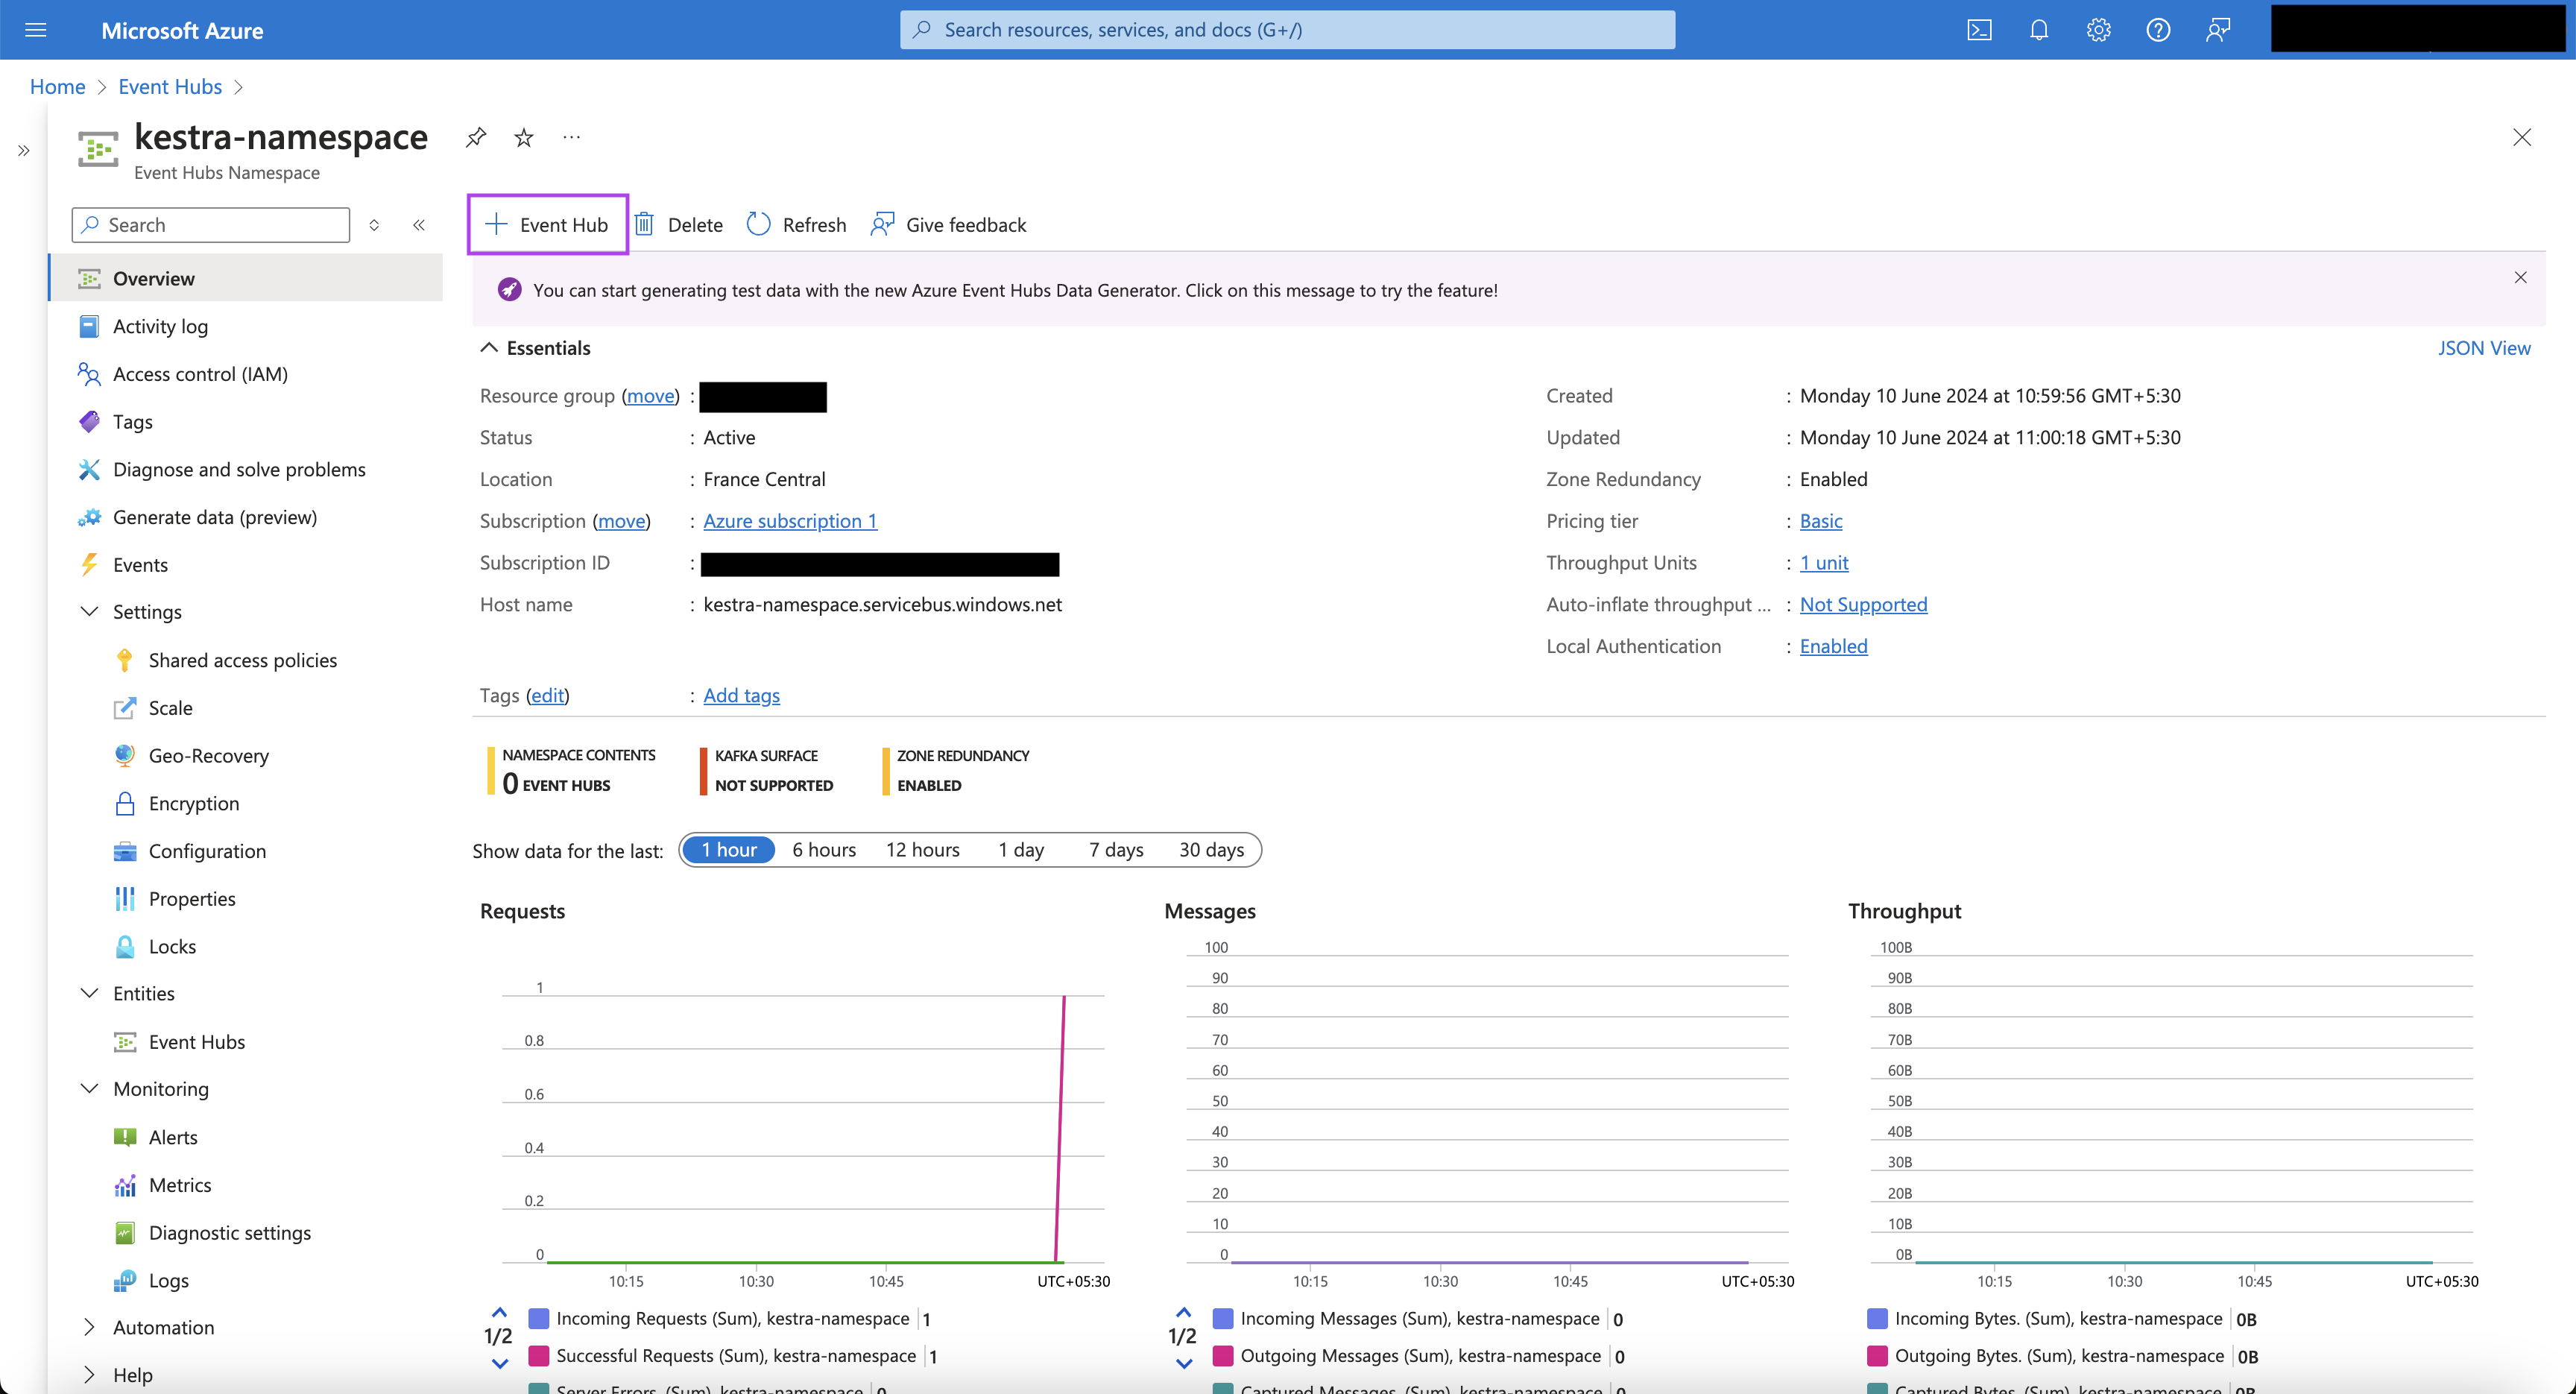 Microsoft Azure
Search resources, services, and docs (G+/)
Home > Event Hubs >
kestra-namespace
Event Hubs Namespace
Search
Event Hub
Delete
Refresh
Give feedback
Overview
Activity log
Access control (IAM)
Tags
Diagnose and solve problems
Generate data (preview)
Events
Settings
Shared access policies
Scale
Geo-Recovery
Encryption
Configuration
Properties
Locks
Entities
Event Hubs
Monitoring
Alerts
Metrics
Diagnostic settings
Logs
Automation
Help
You can start generating test data with the new Azure Event Hubs Data Generator. Click on this message to try the feature!
Essentials
JSON View
Resource group (move) :
Status : Active
Location : France Central
Subscription (move) : Azure subscription 1
Subscription ID :
Host name : kestra-namespace.servicebus.windows.net
Tags (edit) : Add tags
Created : Monday 10 June 2024 at 10:59:56 GMT+5:30
Updated : Monday 10 June 2024 at 11:00:18 GMT+5:30
Zone Redundancy : Enabled
Pricing tier : Basic
Throughput Units : 1 unit
Auto-inflate throughput ... : Not Supported
Local Authentication : Enabled
NAMESPACE CONTENTS
0 EVENT HUBS
KAFKA SURFACE
NOT SUPPORTED
ZONE REDUNDANCY
ENABLED
Show data for the last: 1 hour 6 hours 12 hours 1 day 7 days 30 days
Requests
1
0.8
0.6
0.4
0.2
0
10:15 10:30 10:45 UTC+05:30
1/2
Incoming Requests (Sum), kestra-namespace 1
Successful Requests (Sum), kestra-namespace 1
Server Errors. (Sum), kestra-namespace 0
Messages
100
90
80
70
60
50
40
30
20
10
0
10:15 10:30 10:45 UTC+05:30
1/2
Incoming Messages (Sum), kestra-namespace 0
Outgoing Messages (Sum), kestra-namespace 0
Captured Messages. (Sum), kestra-namespace 0
Throughput
100B
90B
80B
70B
60B
50B
40B
30B
20B
10B
0B
10:15 10:30 10:45 UTC+05:30
Incoming Bytes. (Sum), kestra-namespace 0B
Outgoing Bytes. (Sum), kestra-namespace 0B
Captured Bytes. (Sum), kestra-namespace 0B